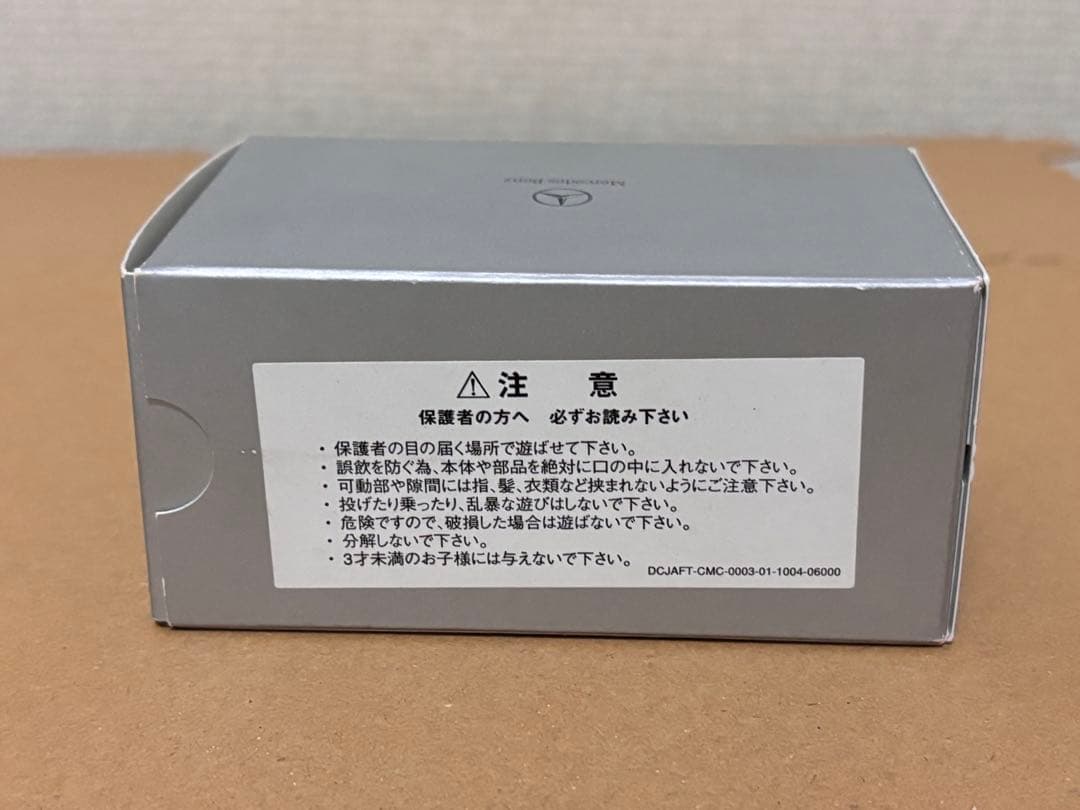 Mercedes-Benz
⚠注 意
保護者の方へ 必ずお読み下さい
・保護者の目の届く場所で遊ばせて下さい。
・誤飲を防ぐ為、本体や部品を絶対に口の中に入れないで下さい。
・可動部や隙間には指、髪、衣類など挟まれないようにご注意下さい。
・投げたり乗ったり、乱暴な遊びはしないで下さい。
・危険ですので、破損した場合は遊ばないで下さい。
・分解しないで下さい。
・3才未満のお子様には与えないで下さい。
DCJAFT-CMC-0003-01-1004-06000